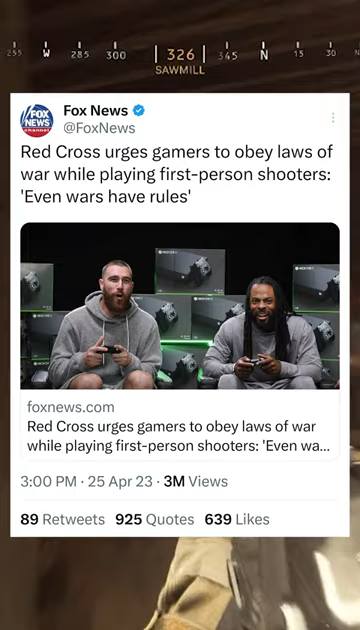 255 W 285 300 | 326 | 345 N 15 30
SAWMILL
FOX
NEWS
channel
Fox News
@FoxNews
Red Cross urges gamers to obey laws of
war while playing first-person shooters:
'Even wars have rules'
foxnews.com
Red Cross urges gamers to obey laws of war
while playing first-person shooters: 'Even wa...
3:00 PM · 25 Apr 23 · 3M Views
89 Retweets 925 Quotes 639 Likes